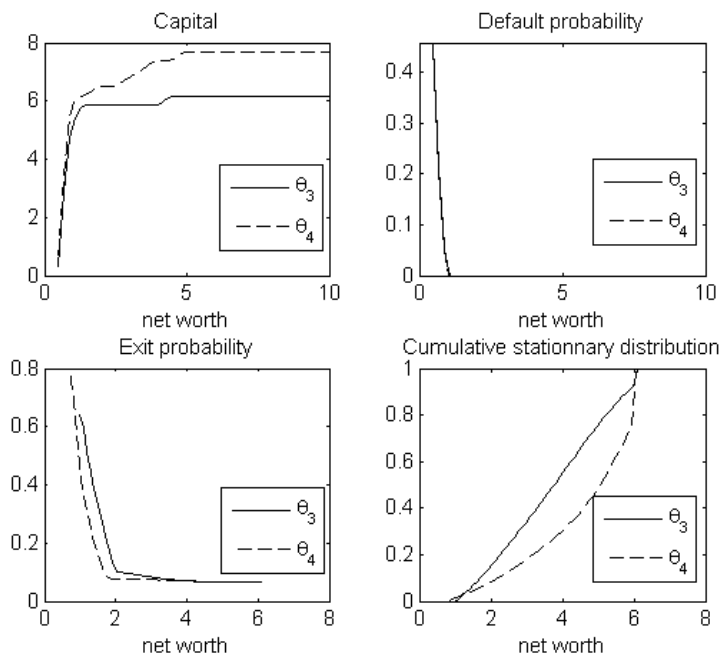 Capital
8
6
4
2
0
0 5 10
θ3
θ4
net worth
Default probability
0.4
0.3
0.2
0.1
0
0 5 10
θ3
θ4
net worth
Exit probability
0.8
0.6
0.4
0.2
0
0 2 4 6 8
θ3
θ4
net worth
Cumulative stationnary distribution
1
0.8
0.6
0.4
0.2
0
0 2 4 6 8
θ3
θ4
net worth